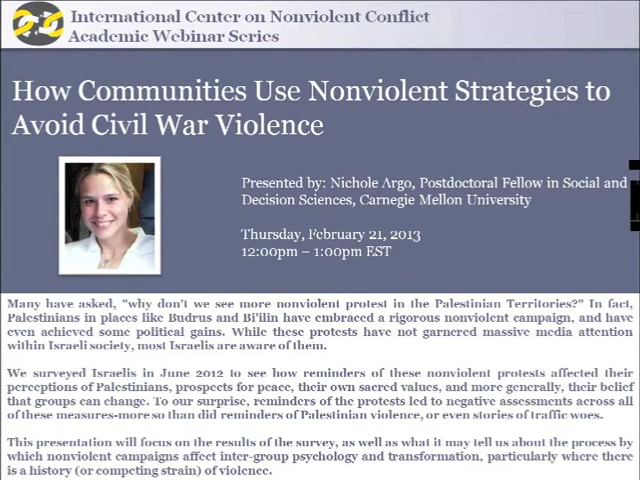 International Center on Nonviolent Conflict
Academic Webinar Series
How Communities Use Nonviolent Strategies to
Avoid Civil War Violence
Presented by: Nichole Argo, Postdoctoral Fellow in Social and
Decision Sciences, Carnegie Mellon University
Thursday, February 21, 2013
12:00pm – 1:00pm EST
Many have asked, "why don't we see more nonviolent protest in the Palestinian Territories?" In fact,
Palestinians in places like Budrus and Bi'ilin have embraced a rigorous nonviolent campaign, and have
even achieved some political gains. While these protests have not garnered massive media attention
within Israeli society, most Israelis are aware of them.
We surveyed Israelis in June 2012 to see how reminders of these nonviolent protests affected their
perceptions of Palestinians, prospects for peace, their own sacred values, and more generally, their belief
that groups can change. To our surprise, reminders of the protests led to negative assessments across all
of these measures-more so than did reminders of Palestinian violence, or even stories of traffic woes.
This presentation will focus on the results of the survey, as well as what it may tell us about the process by
which nonviolent campaigns affect inter-group psychology and transformation, particularly where there
is a history (or competing strain) of violence.